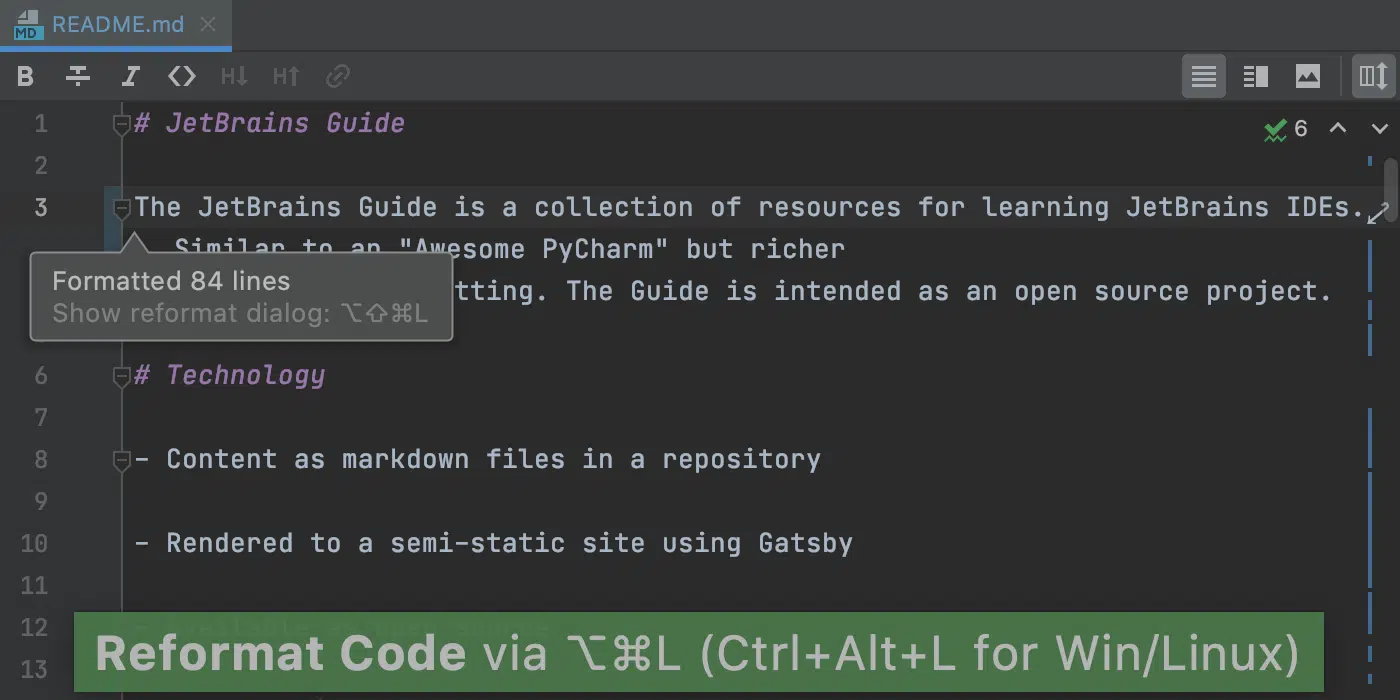 MD README.md
B I H↓ H↑
1 # JetBrains Guide
6
2
3 The JetBrains Guide is a collection of resources for learning JetBrains IDEs.
Similar to an "Awesome PyCharm" but richer
Formatted 84 lines
tting. The Guide is intended as an open source project.
Show reformat dialog: ⌥⇧⌘L
6 # Technology
7
8 - Content as markdown files in a repository
9
10 - Rendered to a semi-static site using Gatsby
11
12
Reformat Code via ⌥⌘L (Ctrl+Alt+L for Win/Linux)
13